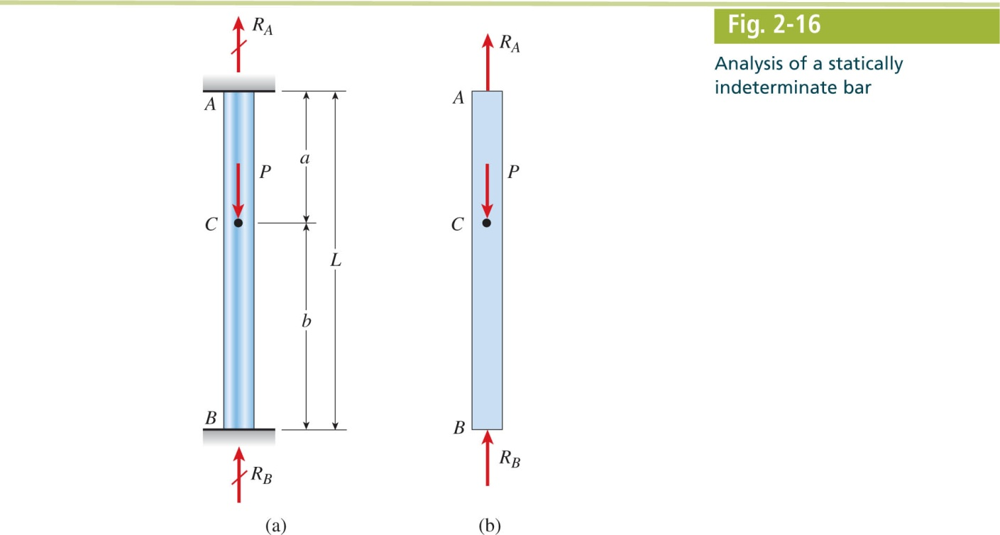 R_A
A
a
P
C
L
b
B
R_B
(a)
R_A
A
P
C
B
R_B
(b)
Fig. 2-16
Analysis of a statically
indeterminate bar